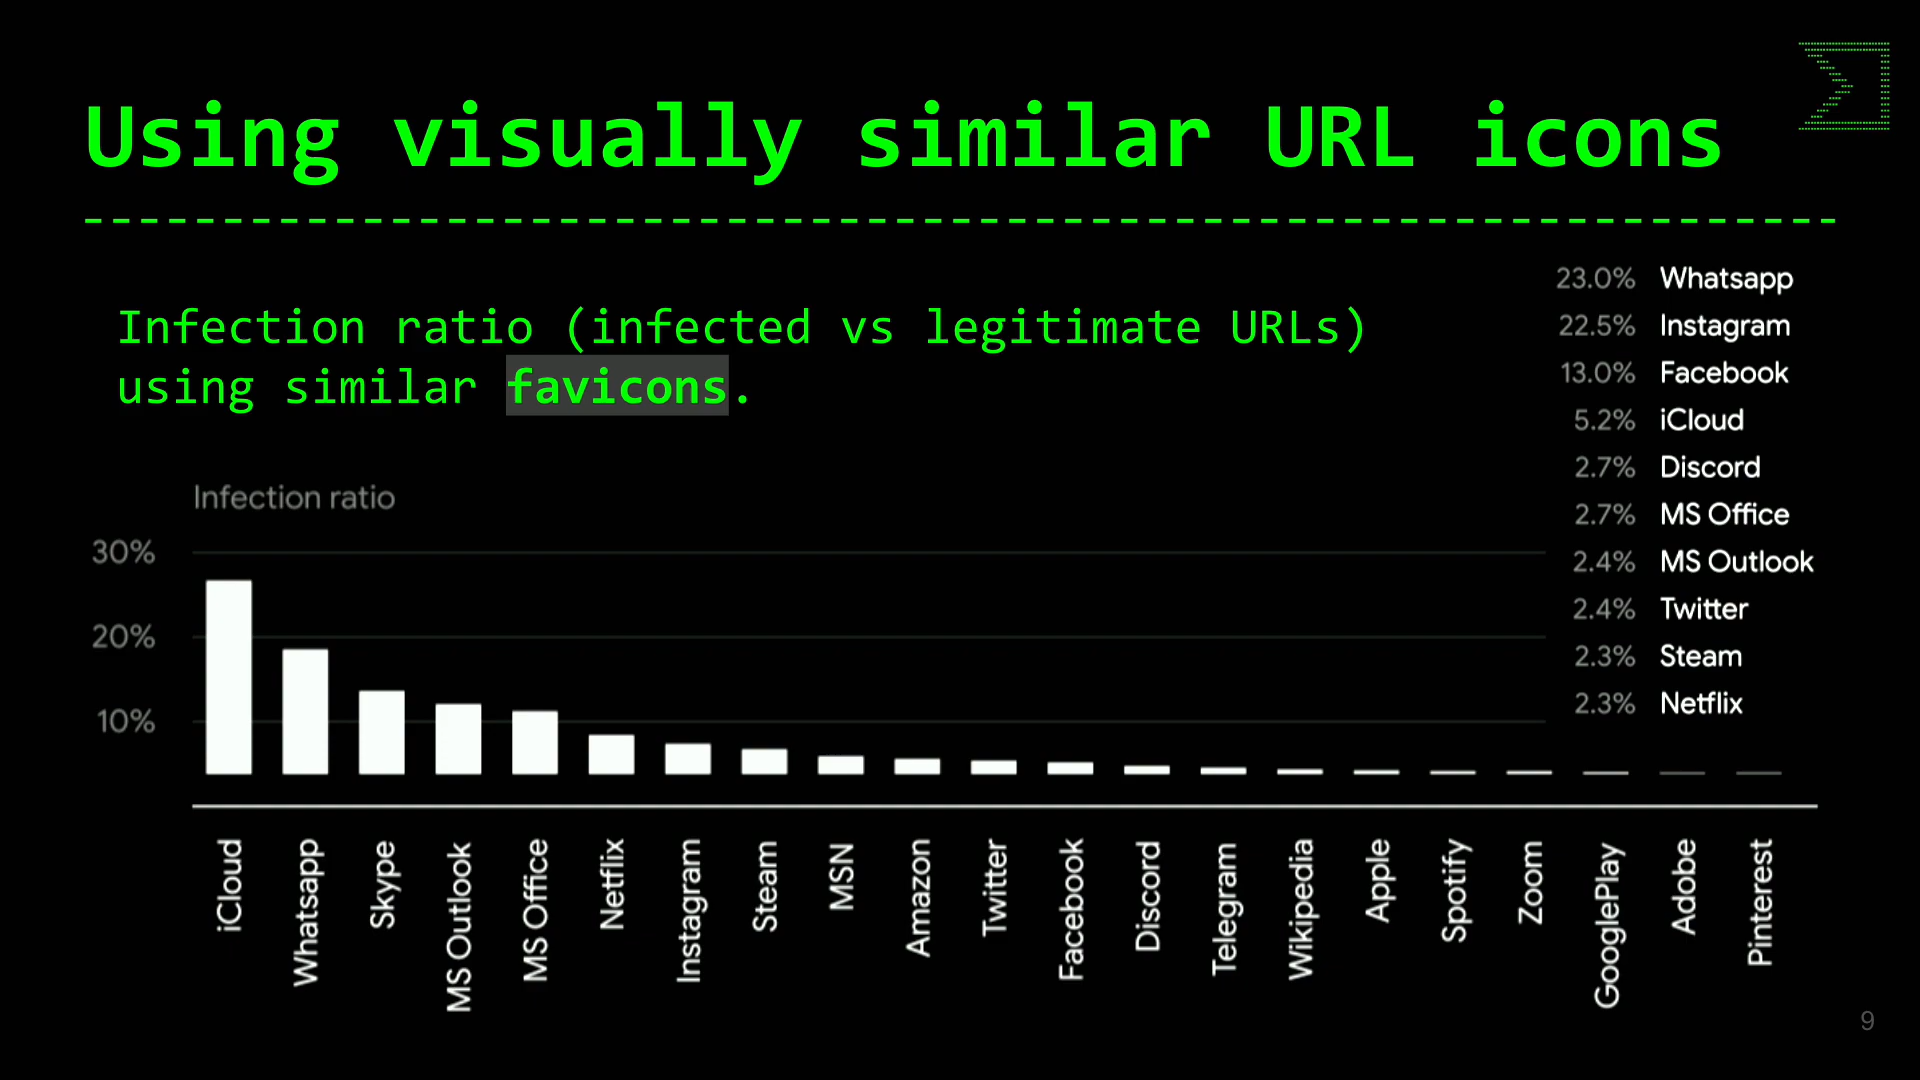 Using visually similar URL icons
Infection ratio (infected vs legitimate URLs)
using similar favicons.
23.0% Whatsapp
22.5% Instagram
13.0% Facebook
5.2% iCloud
2.7% Discord
2.7% MS Office
2.4% MS Outlook
2.4% Twitter
2.3% Steam
2.3% Netflix
Infection ratio
30%
20%
10%
iCloud
Whatsapp
Skype
MS Outlook
MS Office
Netflix
Instagram
Steam
MSN
Amazon
Twitter
Facebook
Discord
Telegram
Wikipedia
Apple
Spotify
Zoom
GooglePlay
Adobe
Pinterest
9